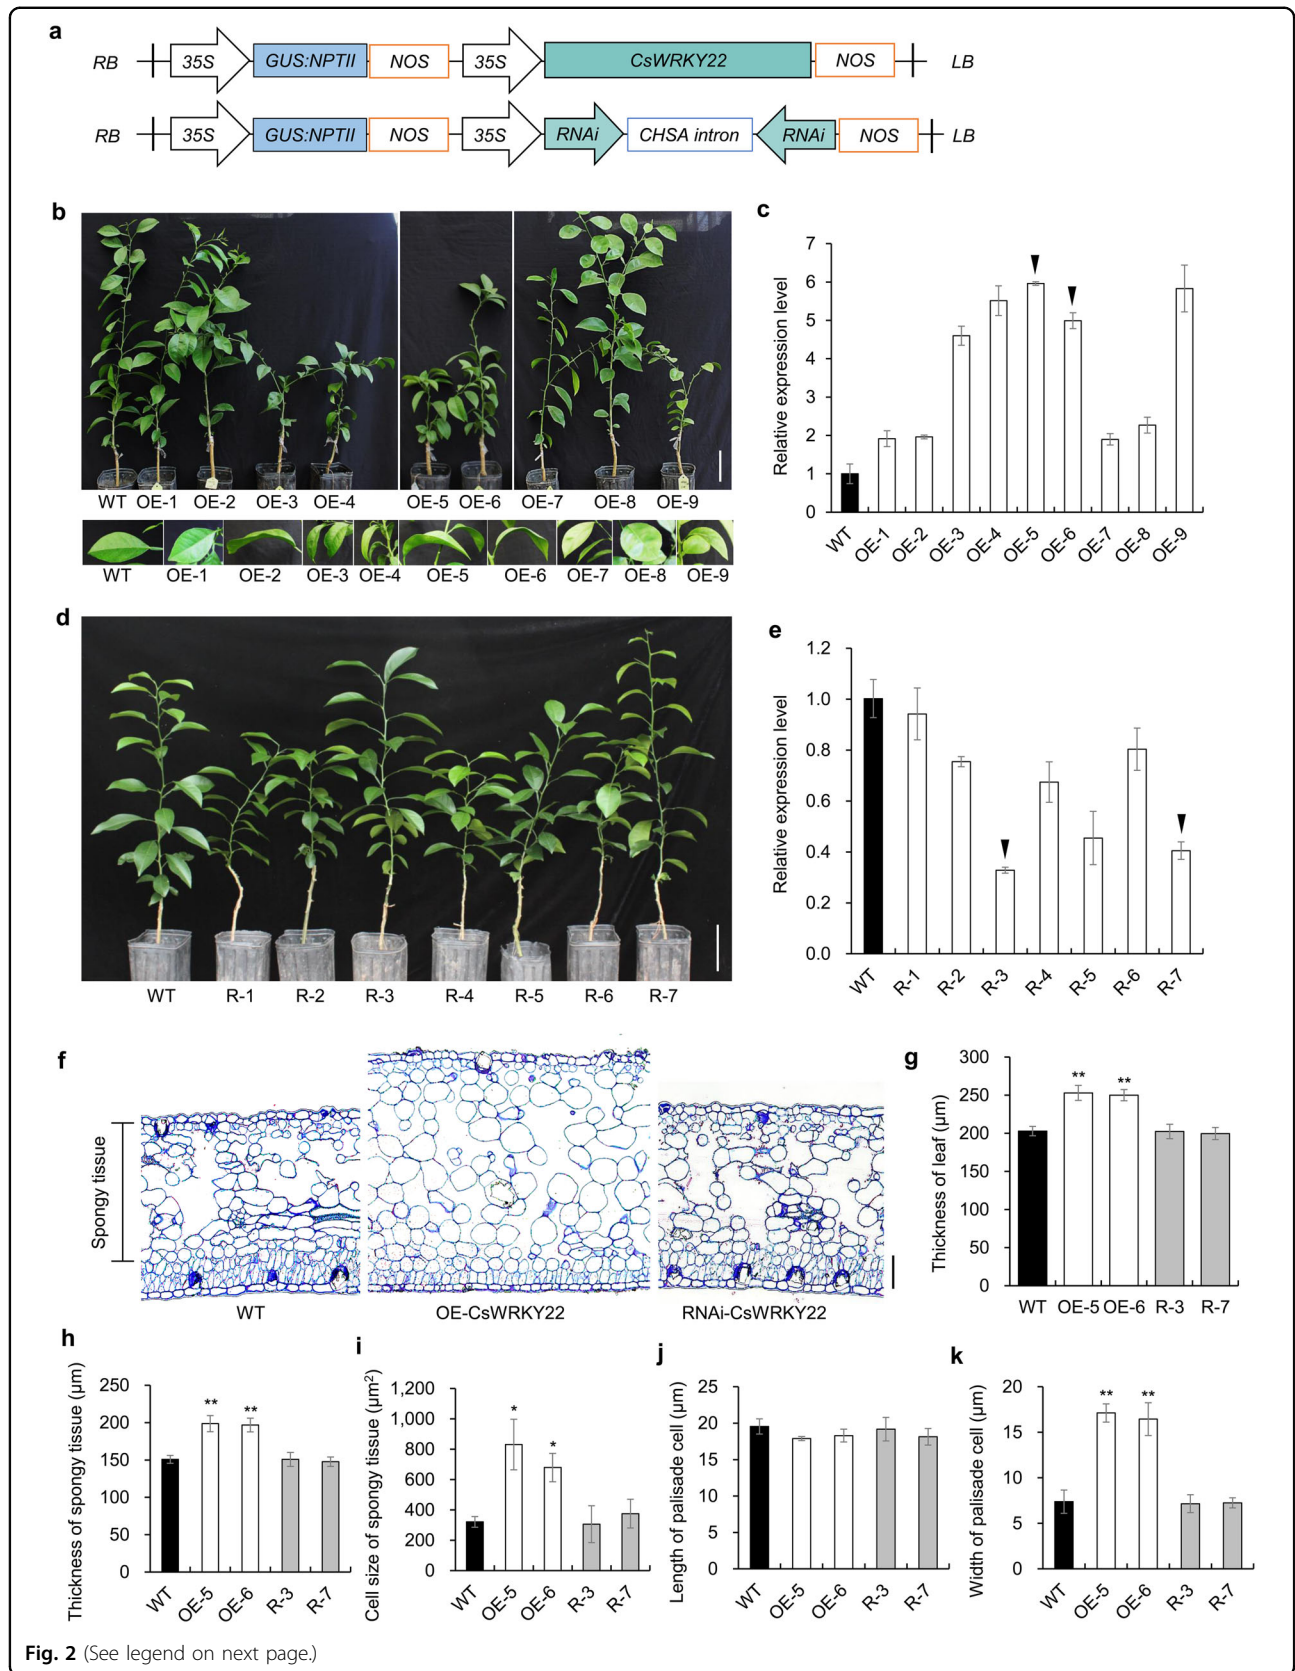 a
RB 35S GUS:NPTII NOS 35S CsWRKY22 NOS LB
RB 35S GUS:NPTII NOS 35S RNAi CHSA intron RNAi NOS LB
b
WT OE-1 OE-2 OE-3 OE-4 OE-5 OE-6 OE-7 OE-8 OE-9
WT OE-1 OE-2 OE-3 OE-4 OE-5 OE-6 OE-7 OE-8 OE-9
c
Relative expression level
7
6
5
4
3
2
1
0
WT OE-1 OE-2 OE-3 OE-4 OE-5 OE-6 OE-7 OE-8 OE-9
d
WT R-1 R-2 R-3 R-4 R-5 R-6 R-7
e
Relative expression level
1.2
1.0
0.8
0.6
0.4
0.2
0.0
WT R-1 R-2 R-3 R-4 R-5 R-6 R-7
f
Spongy tissue
WT OE-CsWRKY22 RNAi-CsWRKY22
g
Thickness of leaf (µm)
300
250
200
150
100
50
0
** **
WT OE-5 OE-6 R-3 R-7
h
Thickness of spongy tissue (µm)
250
200
150
100
50
0
** **
WT OE-5 OE-6 R-3 R-7
i
Cell size of spongy tissue (µm²)
1,200
1,000
800
600
400
200
0
* *
WT OE-5 OE-6 R-3 R-7
j
Length of palisade cell (µm)
25
20
15
10
5
0
WT OE-5 OE-6 R-3 R-7
k
Width of palisade cell (µm)
20
15
10
5
0
** **
WT OE-5 OE-6 R-3 R-7
Fig. 2 (See legend on next page.)